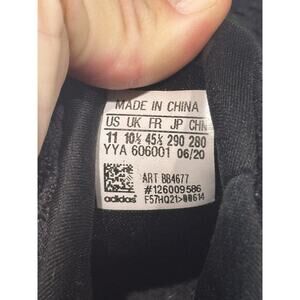 MADE IN CHINA
US UK FR JP CHN
11 10½ 45⅓ 290 280
YYA 606001 06/20
ART BB4677
#126009586
adidas F57HQ21>00614